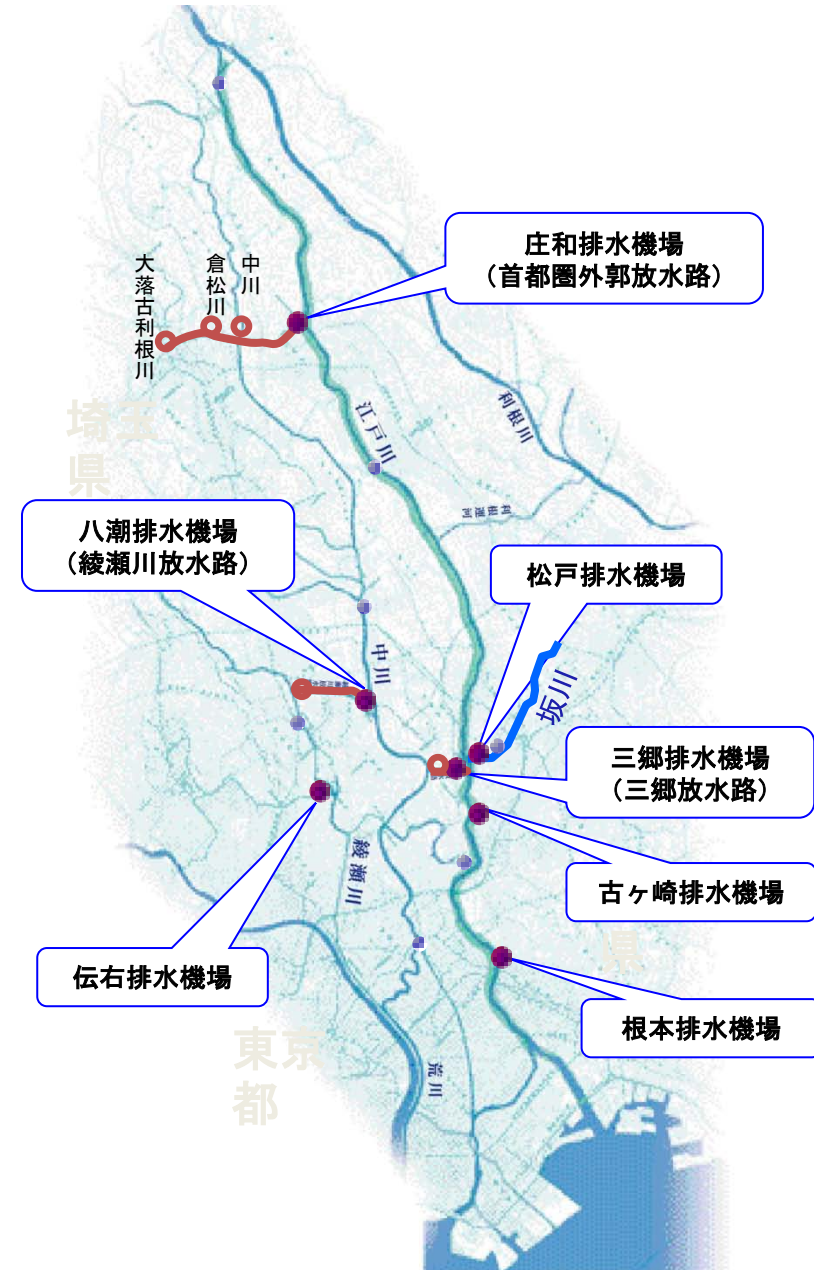 庄和排水機場
（首都圏外郭放水路）
中川
倉松川
大落古利根川
利根川
江戸川
埼玉
県
利根運河
八潮排水機場
（綾瀬川放水路）
松戸排水機場
中川
坂川
三郷排水機場
（三郷放水路）
綾瀬川
古ヶ崎排水機場
県
伝右排水機場
根本排水機場
東京
都
荒川